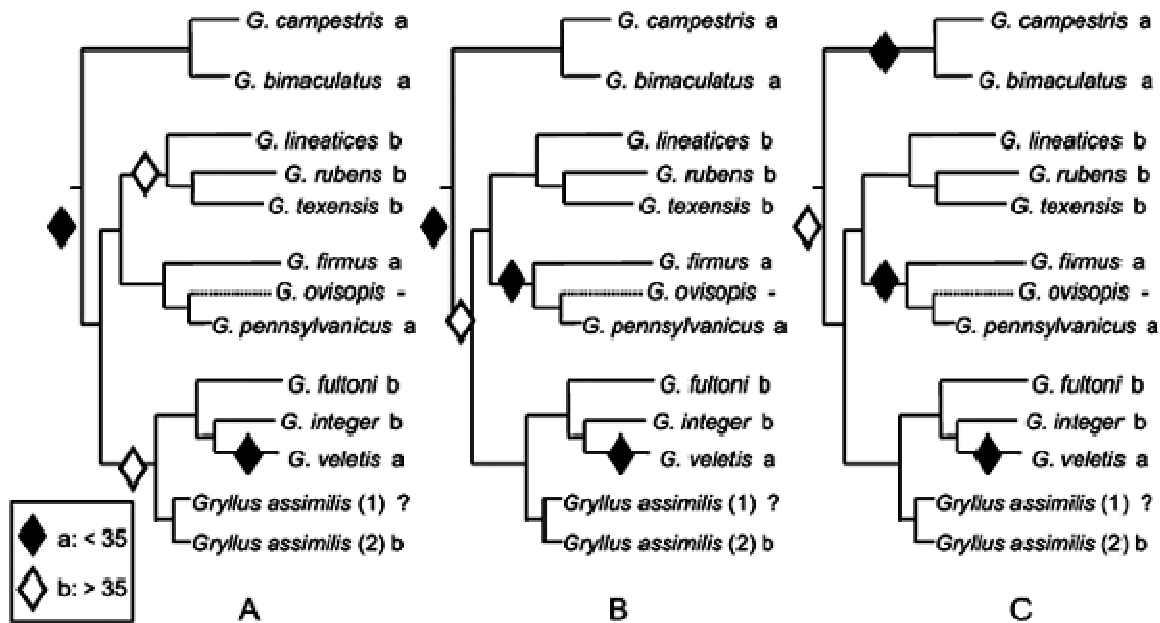 G. campestris a
G. bimaculatus a
G. lineatices b
G. rubens b
G. texensis b
G. firmus a
G. ovisopis -
G. pennsylvanicus a
G. fultoni b
G. integer b
G. veletis a
Gryllus assimilis (1) ?
Gryllus assimilis (2) b
a: < 35
b: > 35
A
G. campestris a
G. bimaculatus a
G. lineatices b
G. rubens b
G. texensis b
G. firmus a
G. ovisopis -
G. pennsylvanicus a
G. fultoni b
G. integer b
G. veletis a
Gryllus assimilis (1) ?
Gryllus assimilis (2) b
B
G. campestris a
G. bimaculatus a
G. lineatices b
G. rubens b
G. texensis b
G. firmus a
G. ovisopis -
G. pennsylvanicus a
G. fultoni b
G. integer b
G. veletis a
Gryllus assimilis (1) ?
Gryllus assimilis (2) b
C